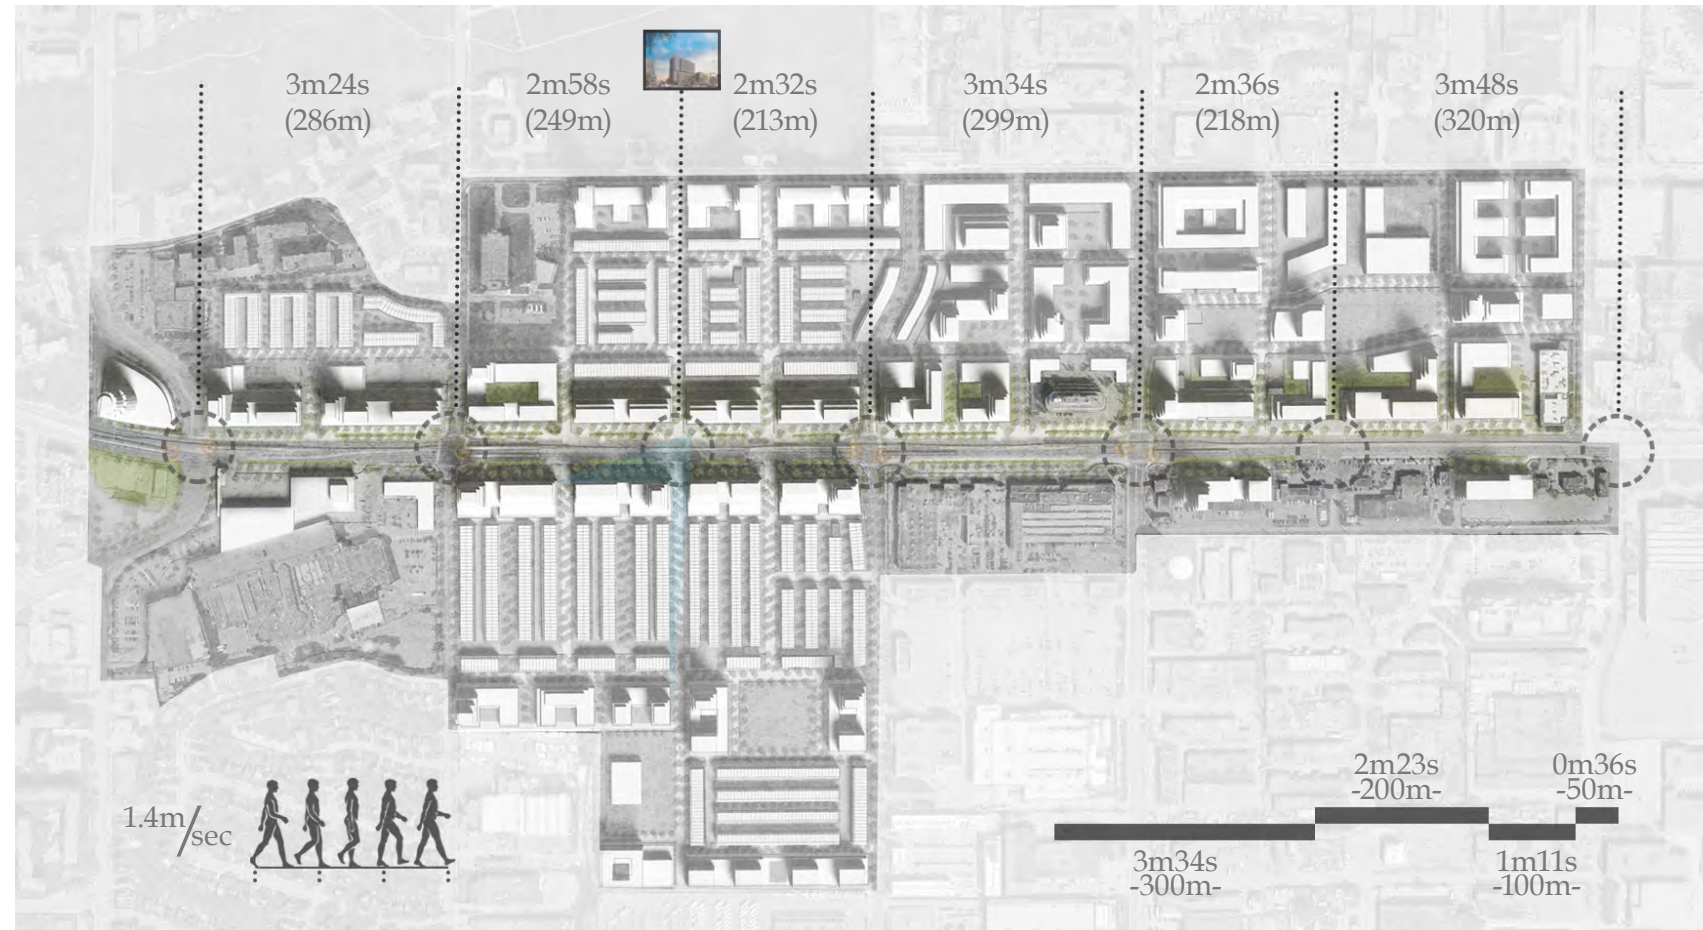 3m24s
(286m)
2m58s
(249m)
2m32s
(213m)
3m34s
(299m)
2m36s
(218m)
3m48s
(320m)
1.4m/sec
2m23s
-200m-
0m36s
-50m-
3m34s
-300m-
1m11s
-100m-